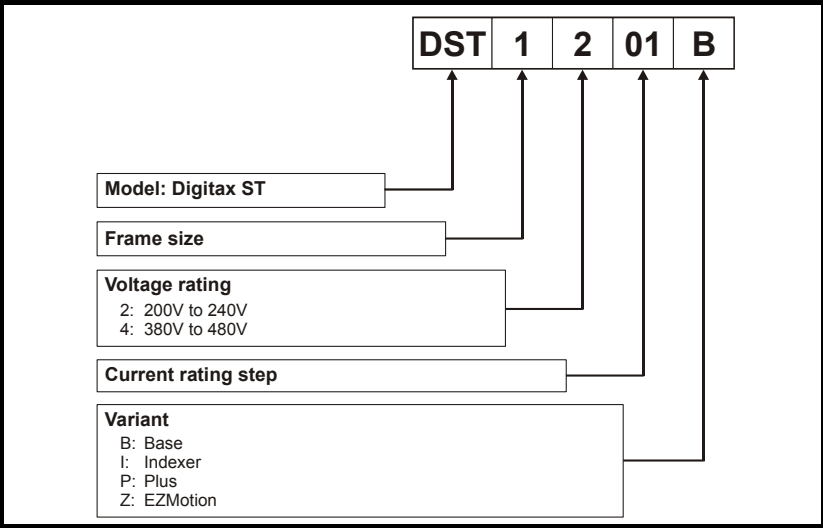 DST 1 2 01 B
Model: Digitax ST
Frame size
Voltage rating
2: 200V to 240V
4: 380V to 480V
Current rating step
Variant
B: Base
I: Indexer
P: Plus
Z: EZMotion